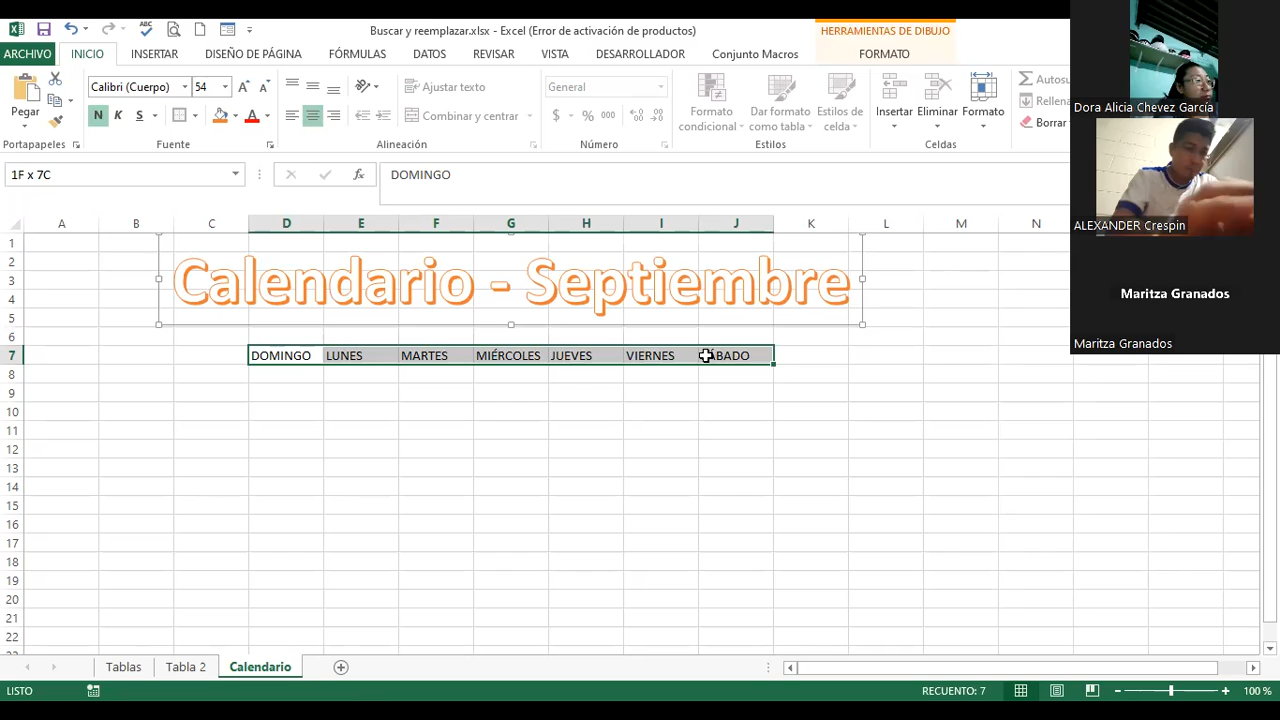 Buscar y reemplazar.xlsx - Excel (Error de activación de productos)
HERRAMIENTAS DE DIBUJO
ARCHIVO INICIO INSERTAR DISEÑO DE PÁGINA FÓRMULAS DATOS REVISAR VISTA DESARROLLADOR Conjunto Macros FORMATO
Calibri (Cuerpo) 54
Ajustar texto
General
Autosu
Rellena
Borrar
Pegar
N K S
Combinar y centrar
$ % 000
Formato condicional
Dar formato como tabla
Estilos de celda
Insertar Eliminar Formato
Portapapeles Fuente Alineación Número Estilos Celdas
1F x 7C
fx
DOMINGO
A B C D E F G H I J K L M N
1
2
3
4
5
6
7
8
9
10
11
12
13
14
15
16
17
18
19
20
21
22
Calendario - Septiembre
DOMINGO LUNES MARTES MIÉRCOLES JUEVES VIERNES
Dora Alicia Chevez García
ALEXANDER Crespin
Maritza Granados
Maritza Granados
Tablas Tabla 2 Calendario
LISTO
RECUENTO: 7
100 %